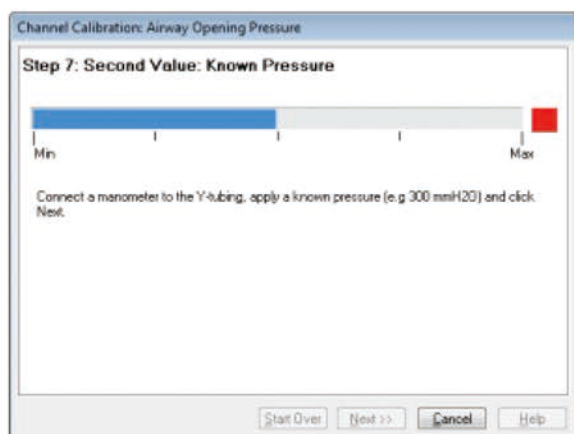 Channel Calibration: Airway Opening Pressure
Step 7: Second Value: Known Pressure
Min Max
Connect a manometer to the Y-tubing, apply a known pressure (e.g 300 mmH2O) and click
Next.
Start Over Next >> Cancel Help